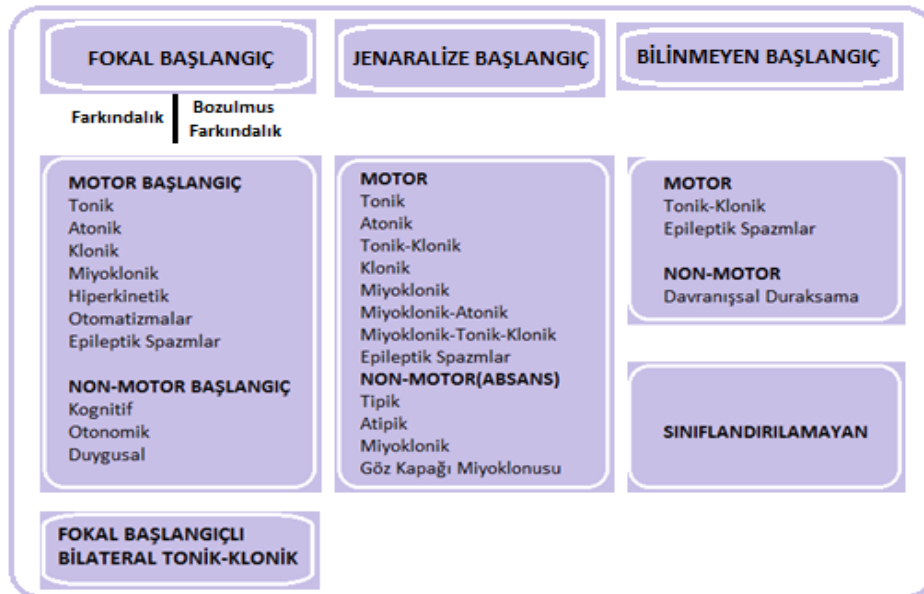 FOKAL BAŞLANGIÇ
Farkındalık
Bozulmus
Farkındalık
MOTOR BAŞLANGIÇ
Tonik
Atonik
Klonik
Miyoklonik
Hiperkinetik
Otomatizmalar
Epileptik Spazmlar
NON-MOTOR BAŞLANGIÇ
Kognitif
Otonomik
Duygusal
FOKAL BAŞLANGIÇLI
BİLATERAL TONİK-KLONİK
JENARALİZE BAŞLANGIÇ
MOTOR
Tonik
Atonik
Tonik-Klonik
Klonik
Miyoklonik
Miyoklonik-Atonik
Miyoklonik-Tonik-Klonik
Epileptik Spazmlar
NON-MOTOR(ABSANS)
Tipik
Atipik
Miyoklonik
Göz Kapağı Miyoklonusu
BİLİNMEYEN BAŞLANGIÇ
MOTOR
Tonik-Klonik
Epileptik Spazmlar
NON-MOTOR
Davranışsal Duraksama
SINIFLANDIRILAMAYAN